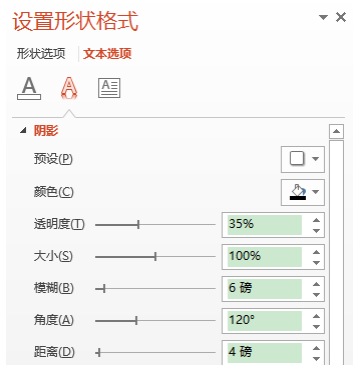 设置形状格式
形状选项 文本选项
阴影
预设(P)
颜色(C)
透明度(T) 35%
大小(S) 100%
模糊(B) 6 磅
角度(A) 120°
距离(D) 4 磅